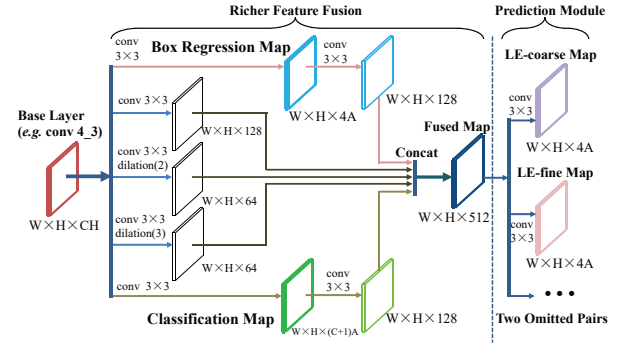 Richer Feature Fusion
Prediction Module
conv
3×3
Box Regression Map
conv
3×3
LE-coarse Map
conv 3×3
conv
3×3
Base Layer
(e.g. conv 4_3)
W×H×128
W×H×4A
W×H×128
Fused Map
W×H×4A
conv 3×3
dilation(2)
Concat
LE-fine Map
W×H×64
W×H×CH
W×H×512
conv 3×3
dilation(3)
conv
3×3
W×H×64
W×H×4A
conv 3×3
conv
3×3
• • •
Classification Map
W×H×(C+1)A
W×H×128
Two Omitted Pairs